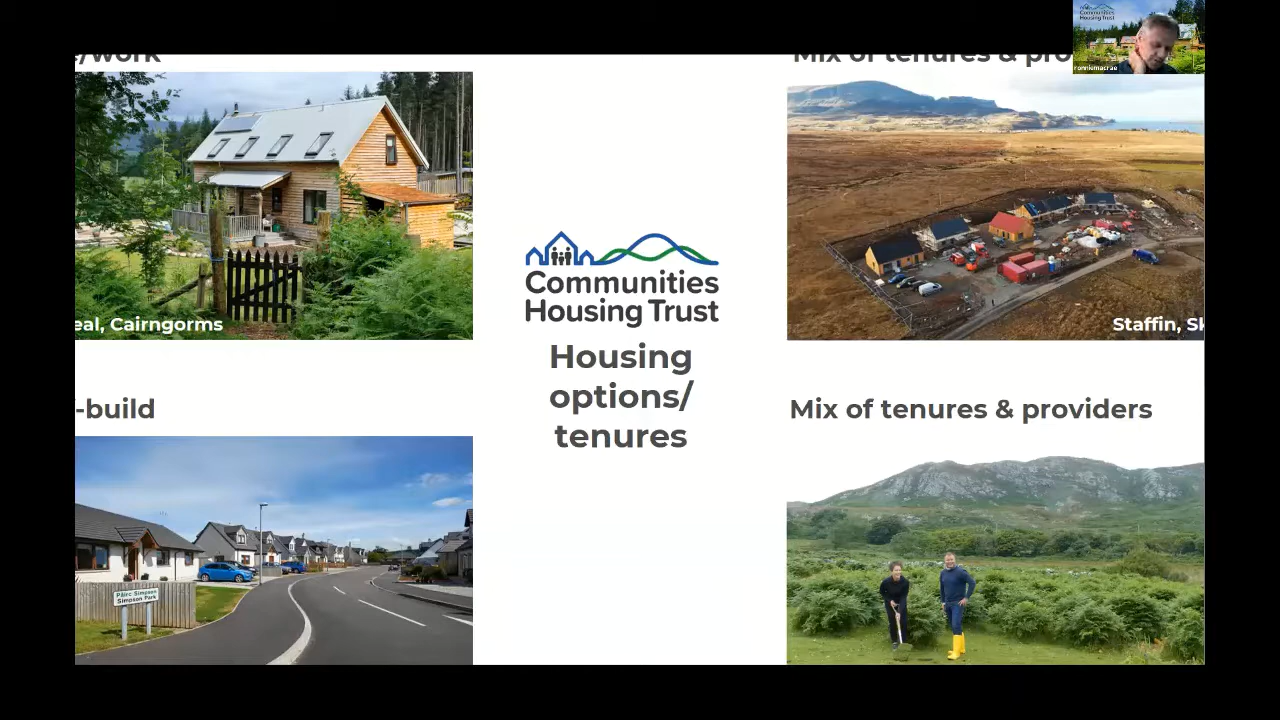 /work
Mix of tenures & pro
Communities
Housing Trust
ronniemacrae
eal, Cairngorms
Communities
Housing Trust
Housing
options/
tenures
Staffin, Sk
-build
Mix of tenures & providers
Pàirc Simpson
Simpson Park